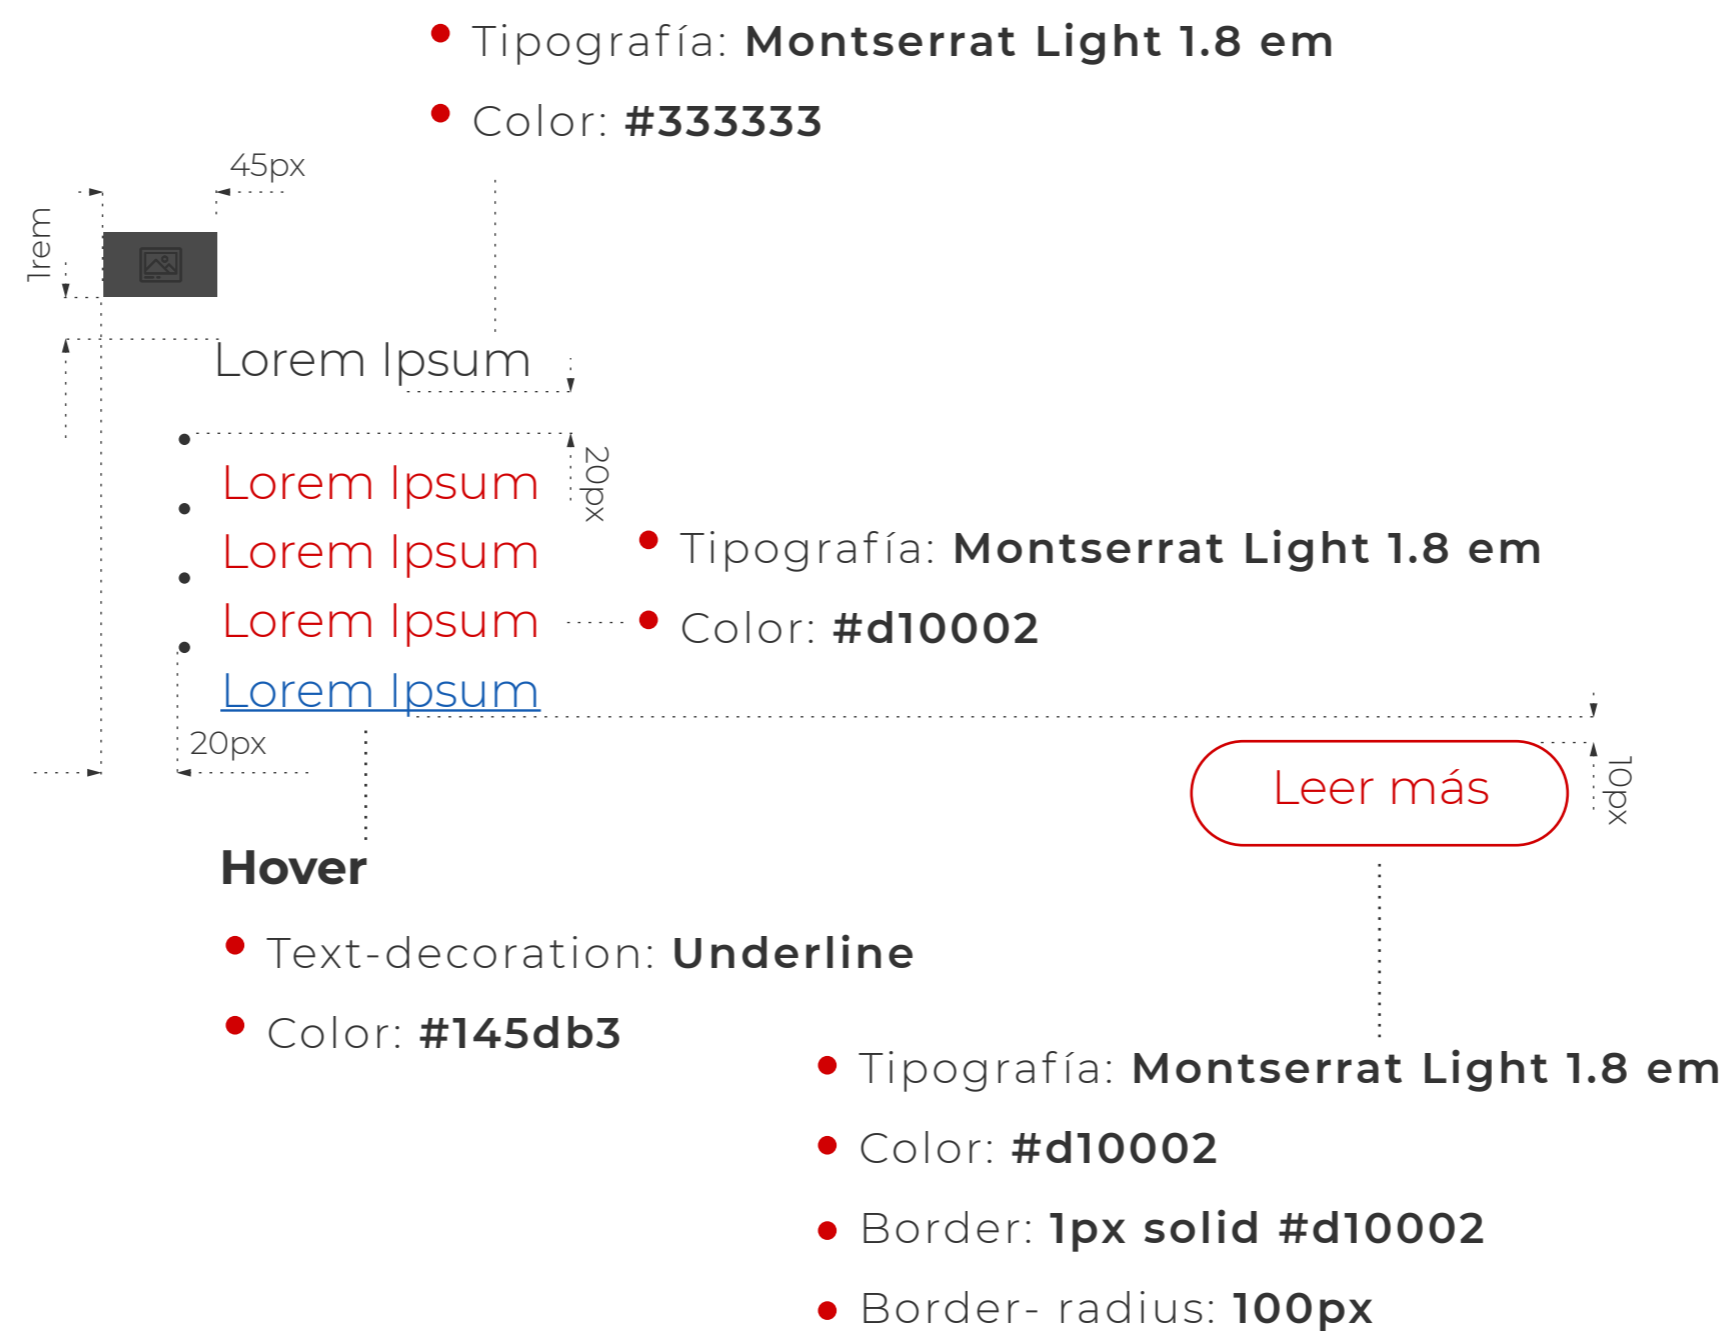 Tipografía: Montserrat Light 1.8 em
Color: #333333
45px
1rem
Lorem Ipsum
20px
Lorem Ipsum
Lorem Ipsum
Lorem Ipsum
Lorem Ipsum
Tipografía: Montserrat Light 1.8 em
Color: #d10002
20px
10px
Leer más
Hover
Text-decoration: Underline
Color: #145db3
Tipografía: Montserrat Light 1.8 em
Color: #d10002
Border: 1px solid #d10002
Border- radius: 100px